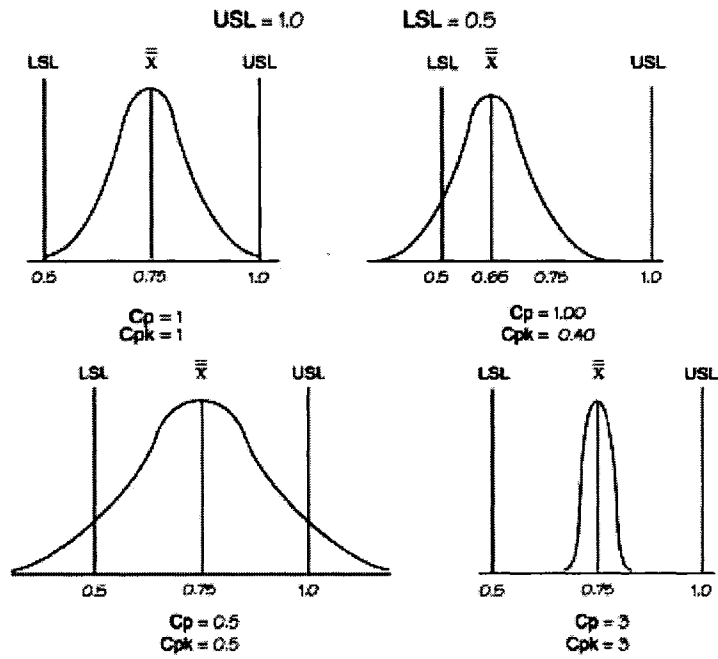 USL = 1.0 LSL = 0.5
LSL X̿ USL
0.5 0.75 1.0
Cp = 1
Cpk = 1
LSL X̿ USL
0.5 0.65 0.75 1.0
Cp = 1.00
Cpk = 0.40
LSL X̿ USL
0.5 0.75 1.0
Cp = 0.5
Cpk = 0.5
LSL X̿ USL
0.5 0.75 1.0
Cp = 3
Cpk = 3